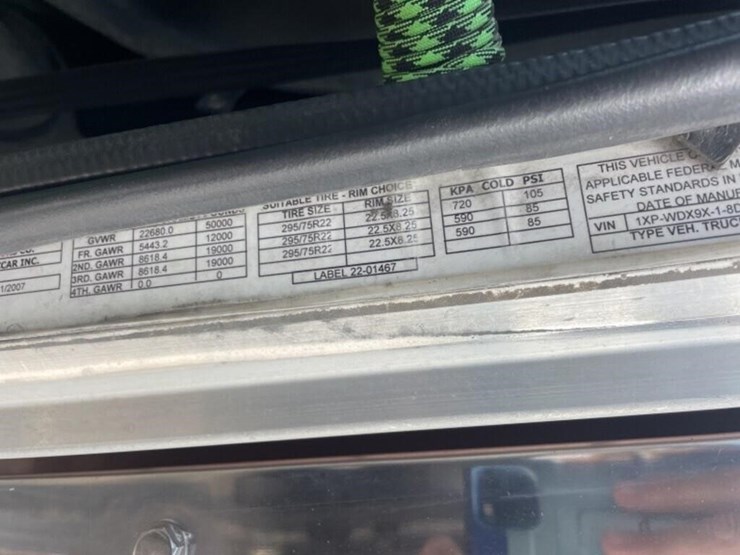 CAR INC.
1/2007
GVWR 22680.0 50000
FR. GAWR 5443.2 12000
2ND. GAWR 8618.4 19000
3RD. GAWR 8618.4 19000
4TH. GAWR 0.0 0
SUITABLE TIRE - RIM CHOICE
TIRE SIZE RIM SIZE
295/75R22 22.5X8.25
295/75R22 22.5X8.25
295/75R22 22.5X8.25
LABEL 22-01467
KPA COLD PSI
720 105
590 85
590 85
THIS VEHICLE
APPLICABLE FEDER
SAFETY STANDARDS IN
DATE OF MANUF
VIN 1XP-WDX9X-1-8D
TYPE VEH. TRUC